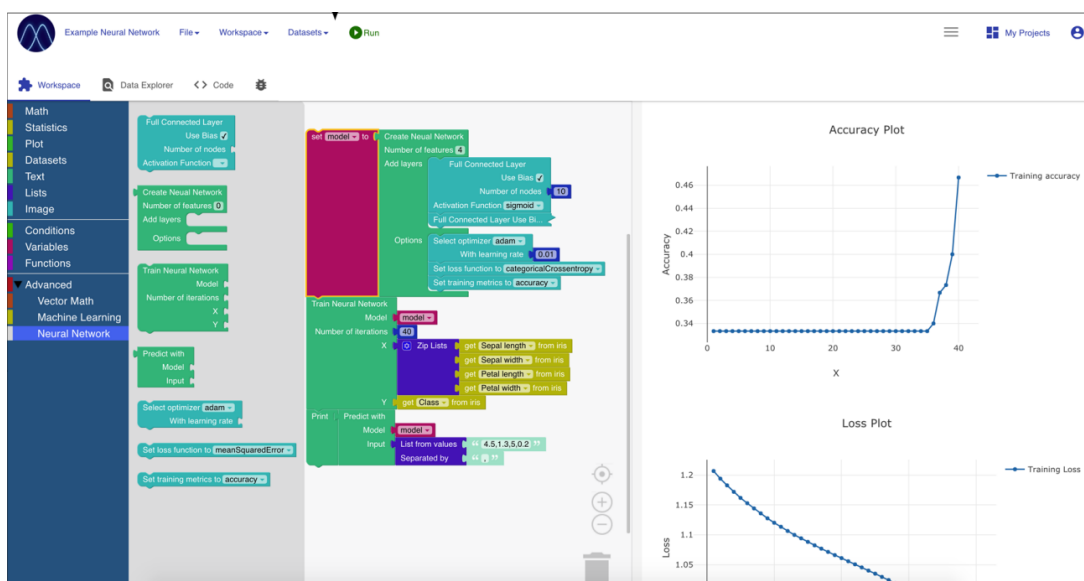 Example Neural Network File Workspace Datasets Run My Projects
Workspace Data Explorer <> Code
Math
Statistics
Plot
Datasets
Text
Lists
Image
Conditions
Variables
Functions
Advanced
Vector Math
Machine Learning
Neural Network
Full Connected Layer
Use Bias
Number of nodes
Activation Function
Create Neual Network
Number of features 0
Add layers
Options
Train Neural Network
Model
Number of iterations
X
Y
Predict with
Model
Input
Select optimizer adam
With learning rate
Set loss function to meanSquaredError
Set training metrics to accuracy
set model to Create Neual Network
Number of features 4
Add layers Full Connected Layer
Use Bias
Number of nodes 10
Activation Function sigmoid
Full Connected Layer Use Bi...
Options Select optimizer adam
With learning rate 0.01
Set loss function to categoricalCrossentropy
Set training metrics to accuracy
Train Neural Network
Model model
Number of iterations 40
X Zip Lists get Sepal length from iris
get Sepal width from iris
get Petal length from iris
get Petal width from iris
Y get Class from iris
Print Predict with
Model model
Input List from values “ 4.5,1.3,5,0.2 ”
Separated by “ , ”
Accuracy Plot
Training accuracy
0.46
0.44
0.42
0.4
0.38
0.36
0.34
Accuracy
0 10 20 30 40
X
Loss Plot
Training Loss
1.2
1.15
1.1
1.05
Loss